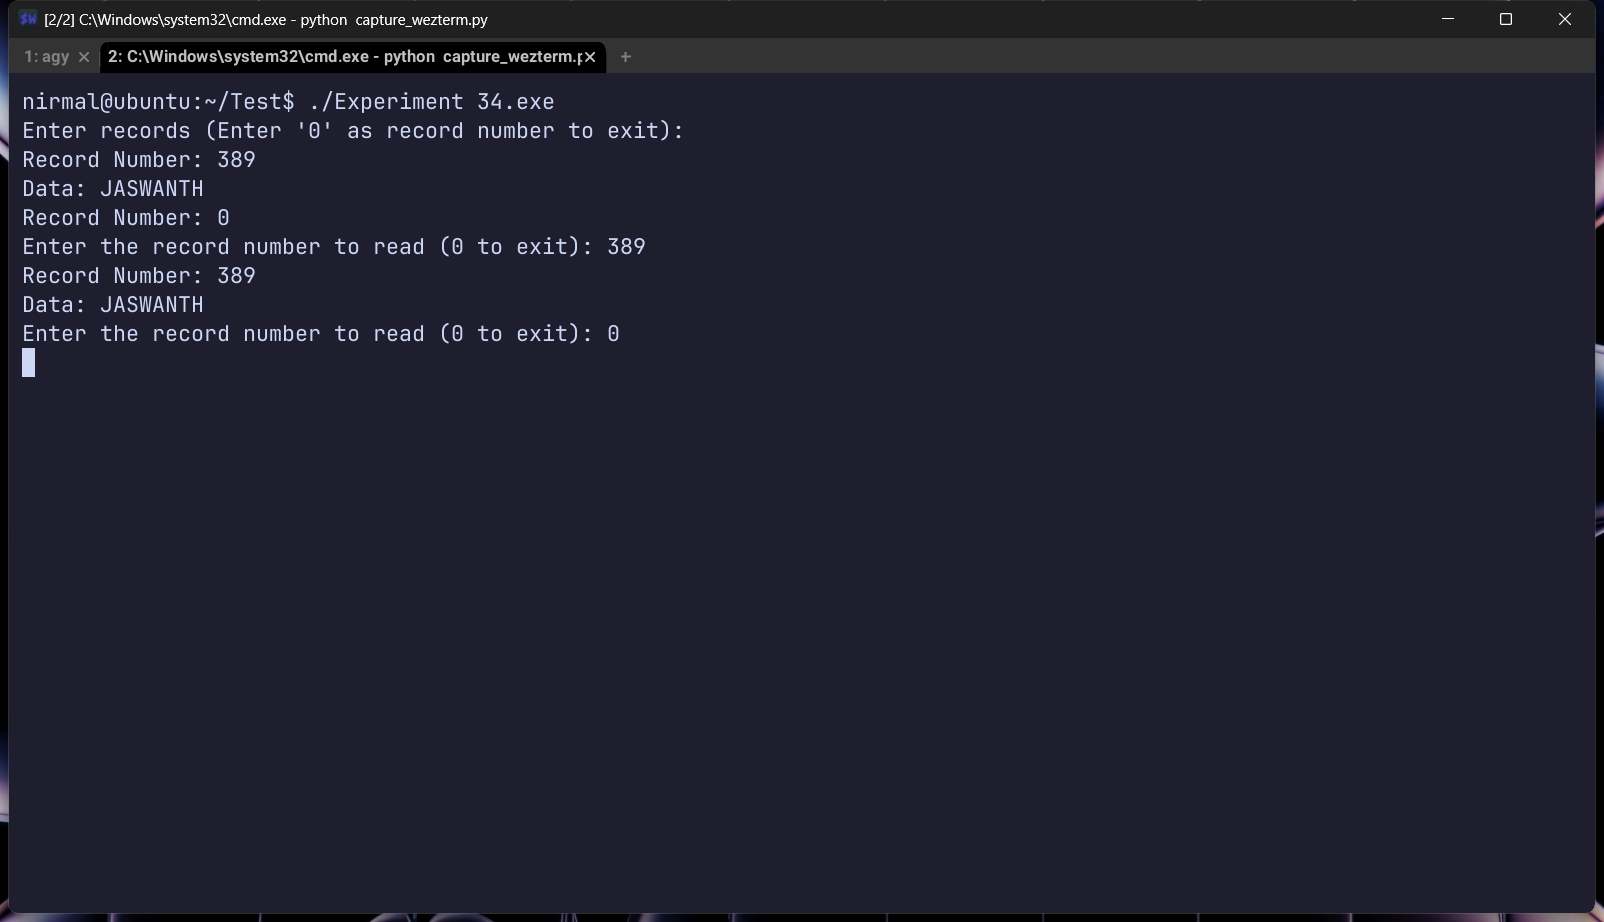 [2/2] C:\Windows\system32\cmd.exe - python  capture_wezterm.py
1: agy
2: C:\Windows\system32\cmd.exe - python  capture_wezterm.p
nirmal@ubuntu:~/Test$ ./Experiment 34.exe
Enter records (Enter '0' as record number to exit):
Record Number: 389
Data: JASWANTH
Record Number: 0
Enter the record number to read (0 to exit): 389
Record Number: 389
Data: JASWANTH
Enter the record number to read (0 to exit): 0